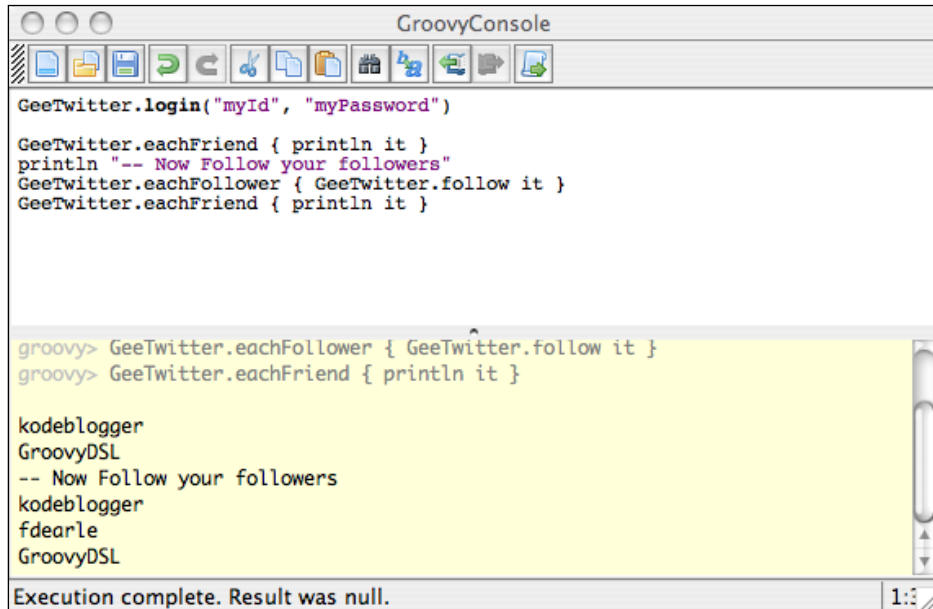 GroovyConsole
GeeTwitter.login("myId", "myPassword")
GeeTwitter.eachFriend { println it }
println "-- Now Follow your followers"
GeeTwitter.eachFollower { GeeTwitter.follow it }
GeeTwitter.eachFriend { println it }
groovy> GeeTwitter.eachFollower { GeeTwitter.follow it }
groovy> GeeTwitter.eachFriend { println it }
kodeblogger
GroovyDSL
-- Now Follow your followers
kodeblogger
fdearle
GroovyDSL
Execution complete. Result was null.